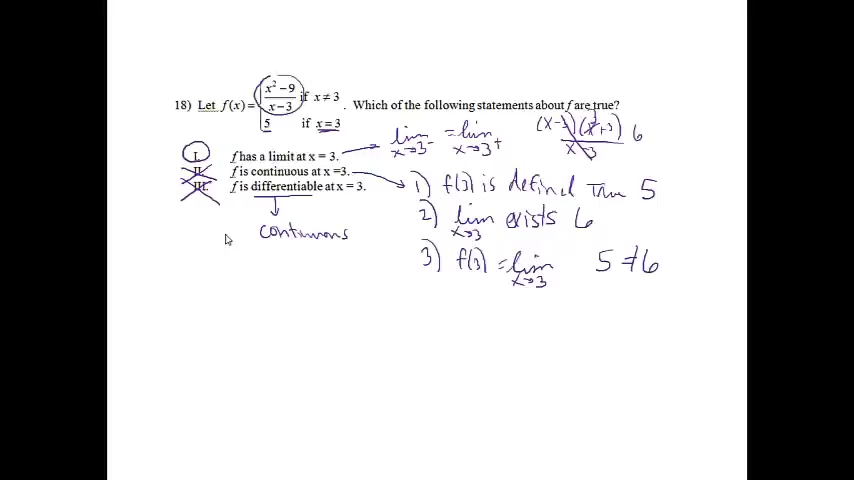 18) Let f(x) = { x² − 9 / x − 3 if x ≠ 3 . Which of the following statements about f are true?
5 if x = 3
I. f has a limit at x = 3.
II. f is continuous at x =3.
III. f is differentiable at x = 3.
continuous
lim x→3⁻ = lim x→3⁺
(x-3)(x+3) / x-3 6
1) f(3) is defined true 5
2) lim x→3 exists 6
3) f(3) = lim x→3 5 ≠ 6